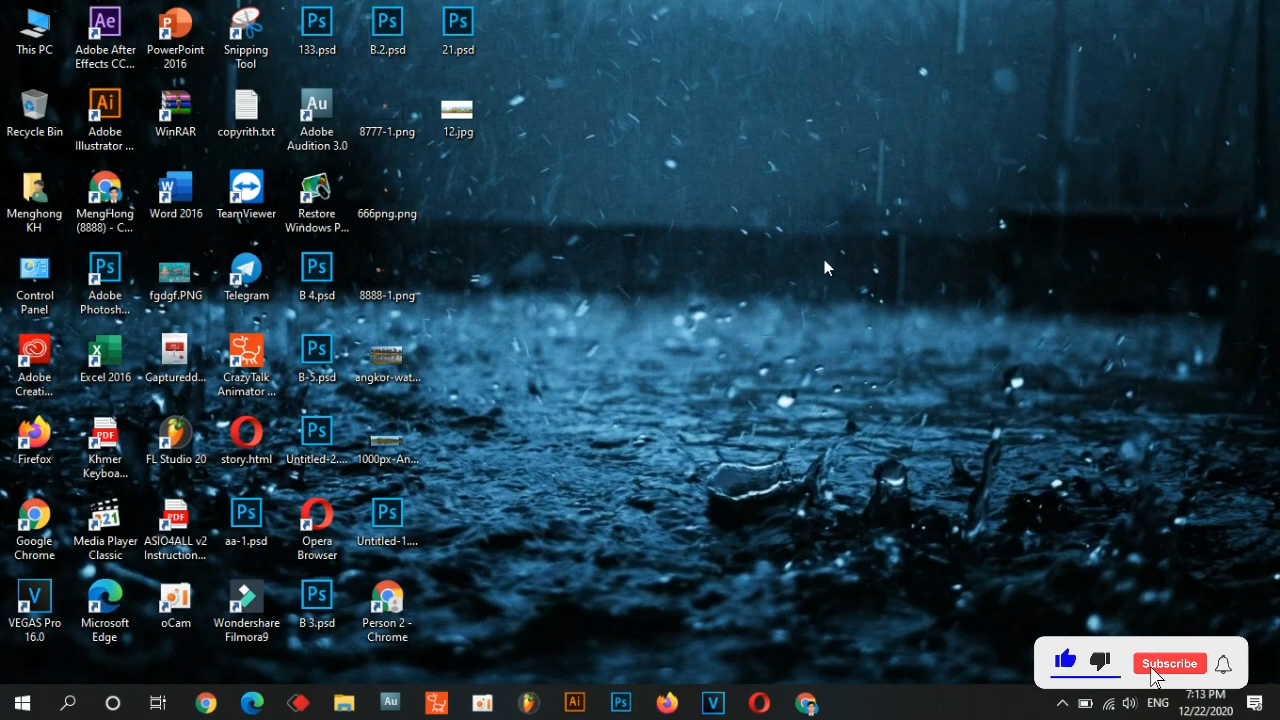 This PC
Adobe After
Effects CC...
PowerPoint
2016
Snipping
Tool
133.psd
B.2.psd
21.psd
Recycle Bin
Adobe
Illustrator ...
WinRAR
copyrith.txt
Adobe
Audition 3.0
8777-1.png
12.jpg
Menghong
KH
MengHong
(8888) - C...
Word 2016
TeamViewer
Restore
Windows P...
666png.png
Control
Panel
Adobe
Photosh...
fgdgf.PNG
Telegram
B 4.psd
8888-1.png
Adobe
Creati...
Excel 2016
Capturedd...
CrazyTalk
Animator ...
B-5.psd
angkor-wat...
Firefox
Khmer
Keyboa...
FL Studio 20
story.html
Untitled-2....
1000px-An...
Google
Chrome
Media Player
Classic
ASIO4ALL v2
Instruction...
aa-1.psd
Opera
Browser
Untitled-1....
VEGAS Pro
16.0
Microsoft
Edge
oCam
Wondershare
Filmora9
B 3.psd
Person 2 -
Chrome
Subscribe
ENG
7:13 PM
12/22/2020